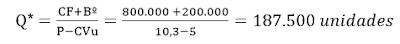 Q* = CF+Bº / P−CVu = 800.000 +200.000 / 10,3−5 = 187.500 unidades